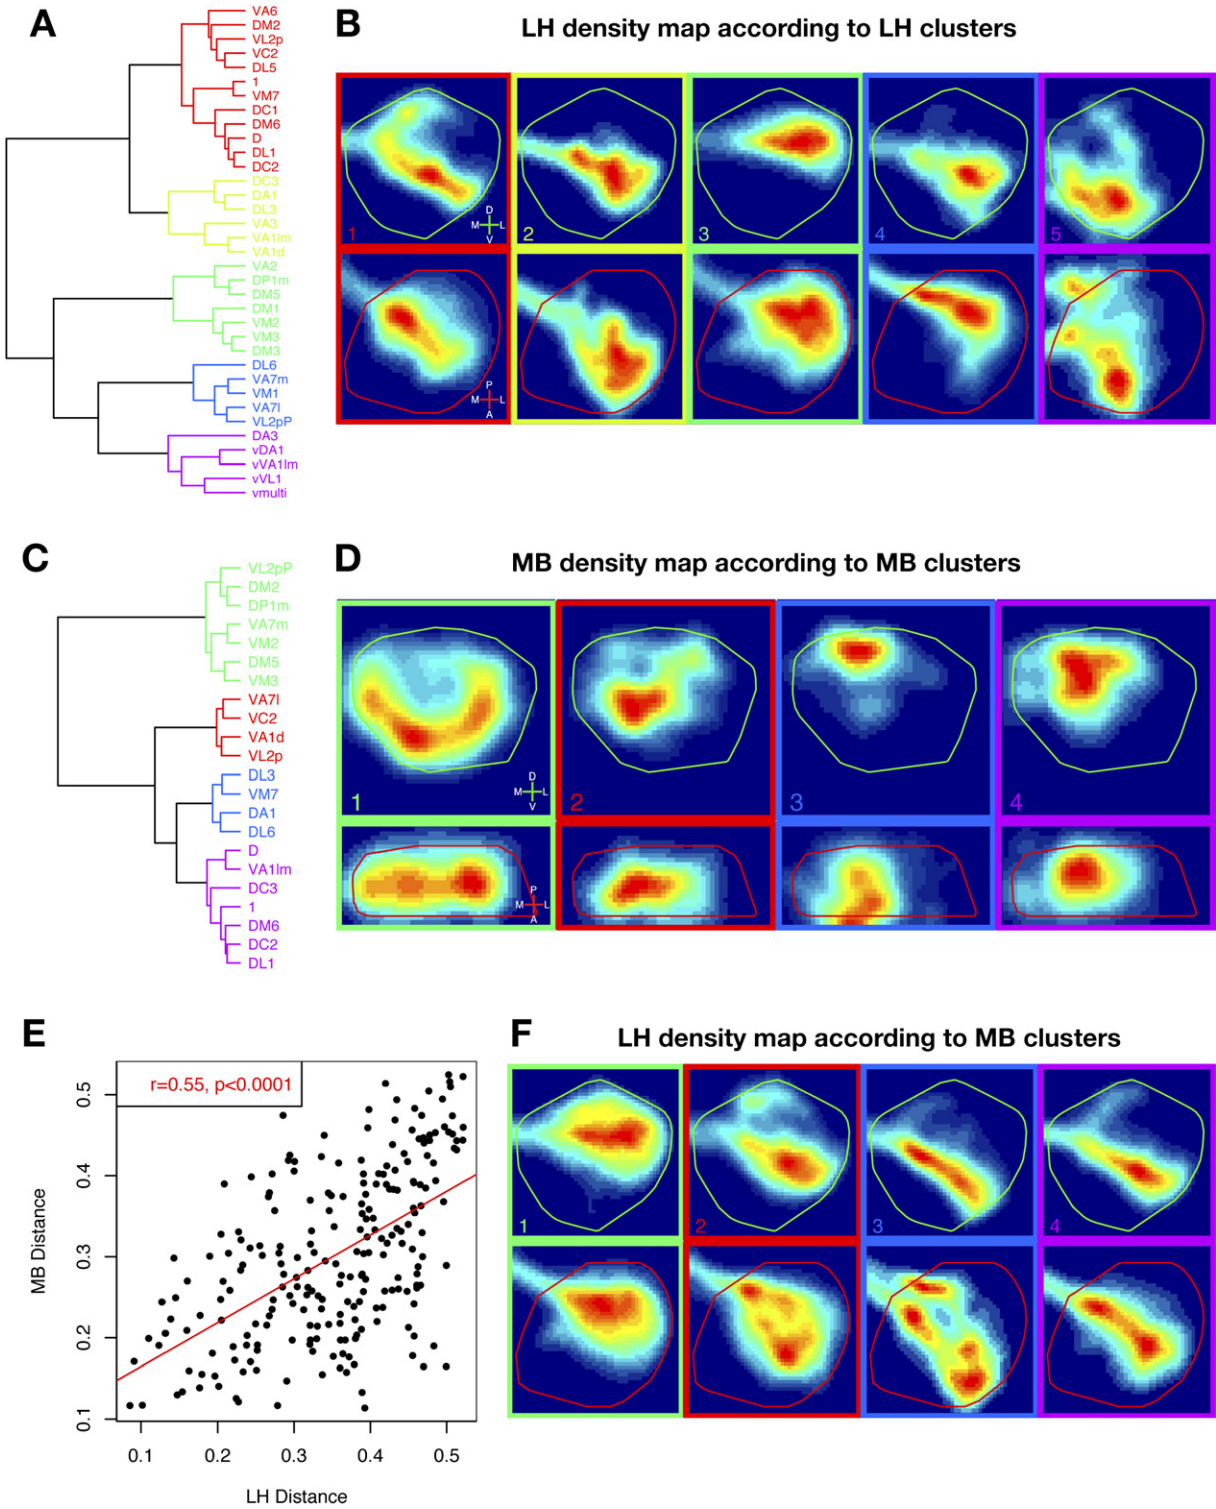 A
VA6
DM2
VL2p
VC2
DL5
1
VM7
DC1
DM6
D
DL1
DC2
DC3
DA1
DL3
VA3
VA1lm
VA1d
VA2
DP1m
DM5
DM1
VM2
VM3
DM3
DL6
VA7m
VM1
VA7l
VL2pP
DA3
vDA1
vVA1lm
vVL1
vmulti
B
LH density map according to LH clusters
1
D
M L
V
2
3
4
5
P
M L
A
C
VL2pP
DM2
DP1m
VA7m
VM2
DM5
VM3
VA7l
VC2
VA1d
VL2p
DL3
VM7
DA1
DL6
D
VA1lm
DC3
1
DM6
DC2
DL1
D
MB density map according to MB clusters
1
D
M L
V
2
3
4
P
M L
A
E
r=0.55, p<0.0001
MB Distance
0.5
0.4
0.3
0.2
0.1
0.1 0.2 0.3 0.4 0.5
LH Distance
F
LH density map according to MB clusters
1
2
3
4